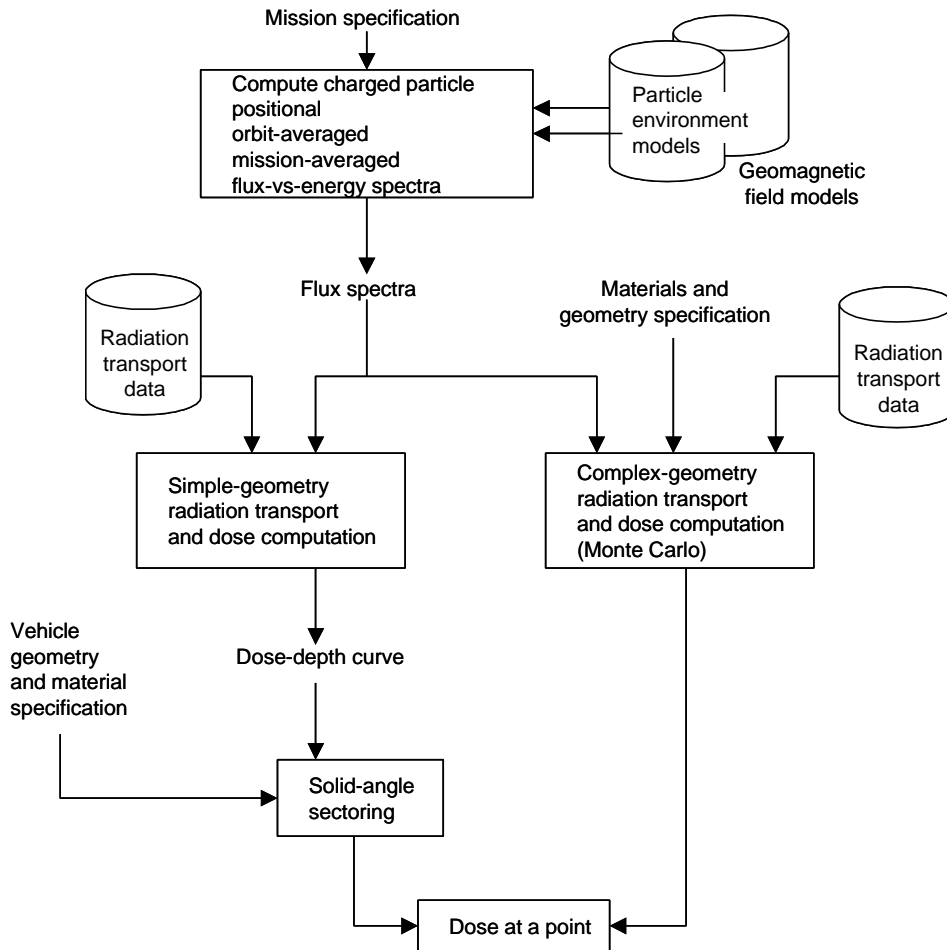 Mission specification
Compute charged particle
positional
orbit-averaged
mission-averaged
flux-vs-energy spectra
Particle
environment
models
Geomagnetic
field models
Flux spectra
Materials and
geometry specification
Radiation
transport
data
Radiation
transport
data
Simple-geometry
radiation transport
and dose computation
Complex-geometry
radiation transport
and dose computation
(Monte Carlo)
Vehicle
geometry
and material
specification
Dose-depth curve
Solid-angle
sectoring
Dose at a point